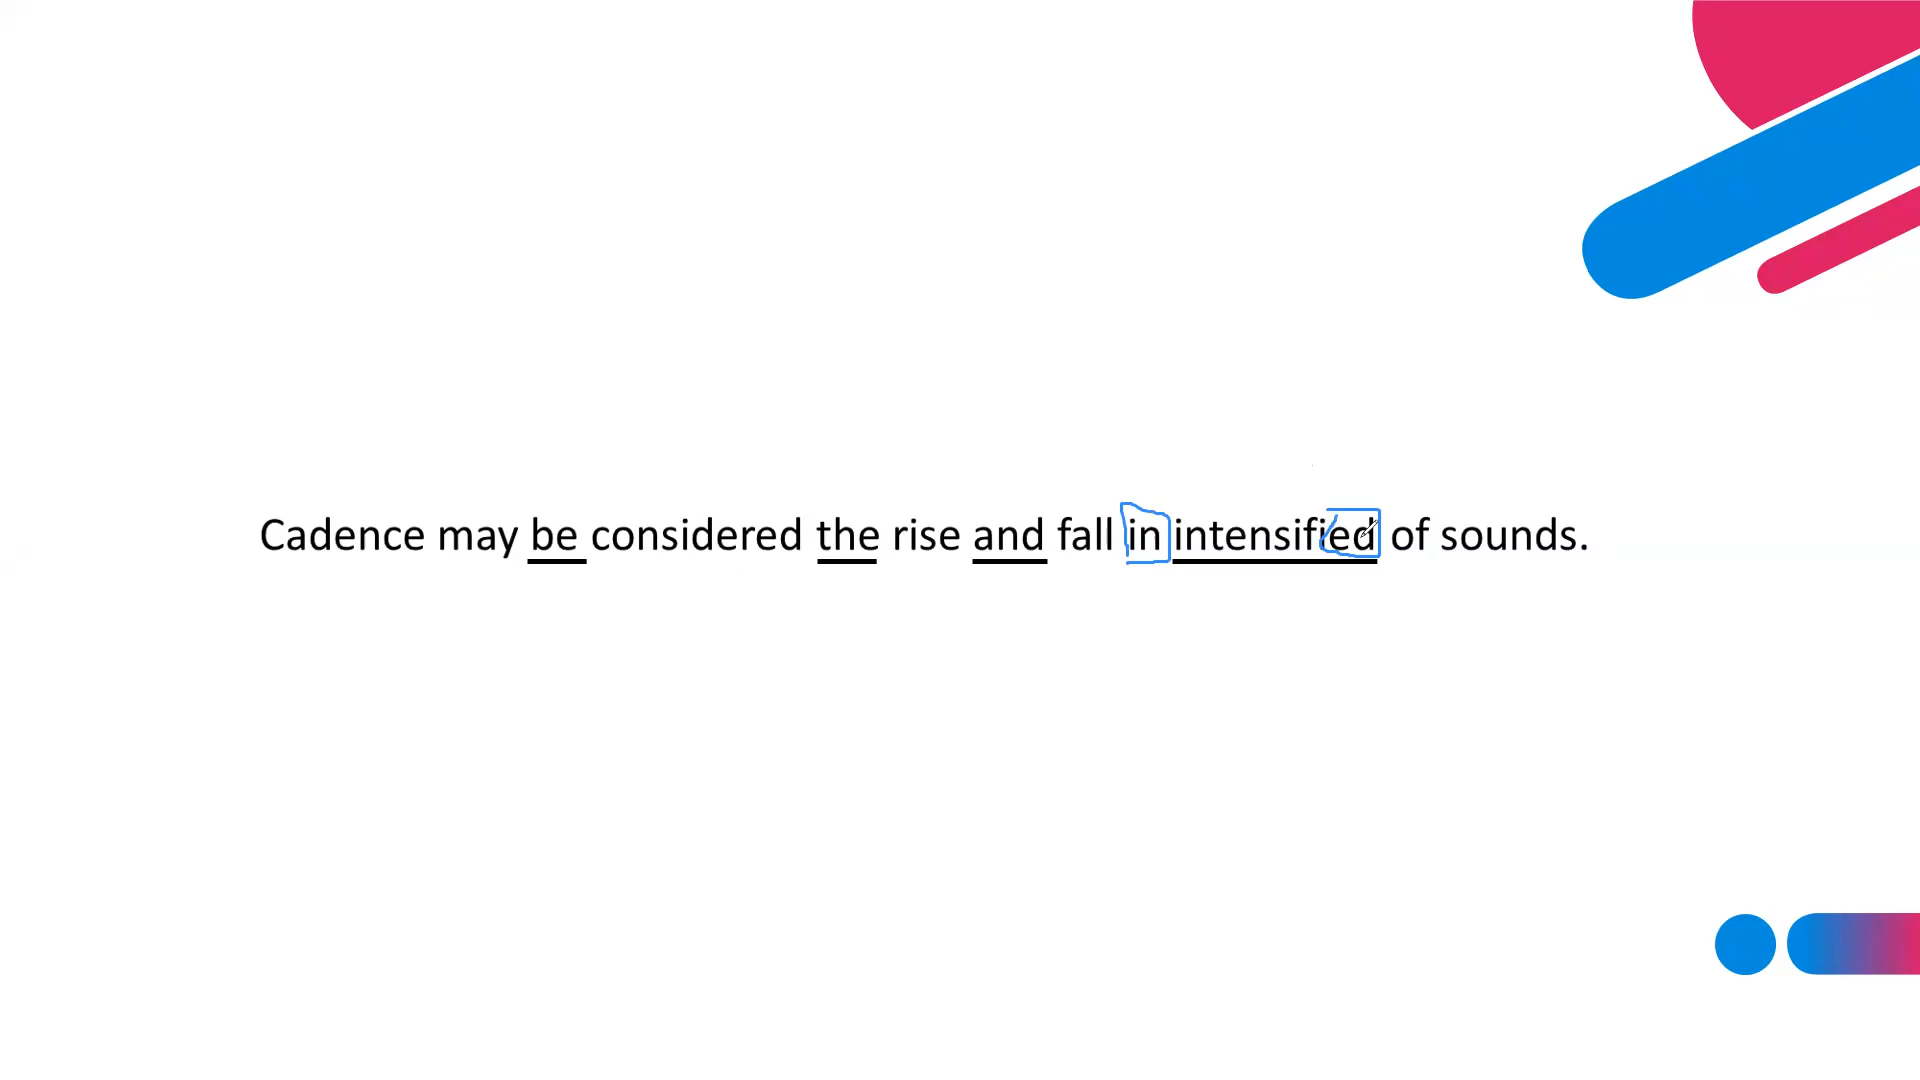 Cadence may be considered the rise and fall in intensified of sounds.